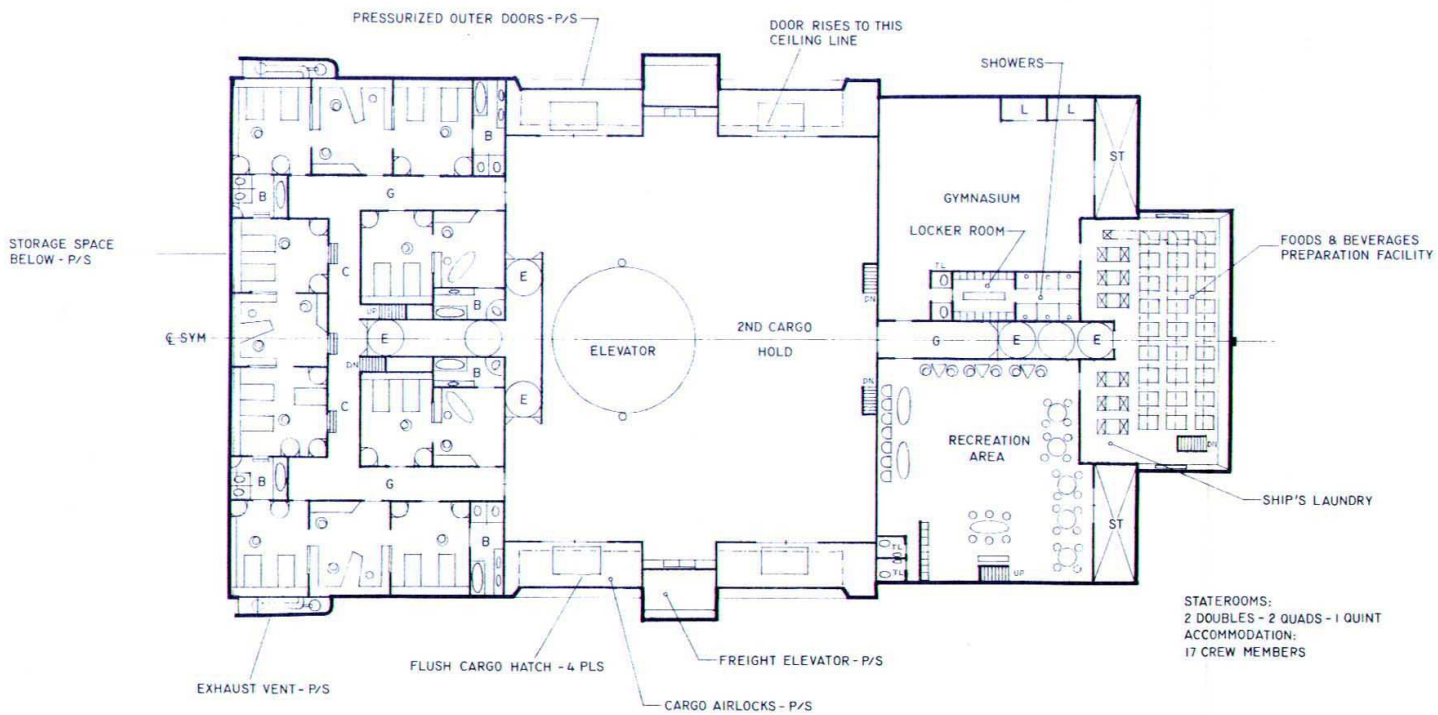 PRESSURIZED OUTER DOORS - P/S
DOOR RISES TO THIS
CEILING LINE
SHOWERS
L
L
ST
B
B
G
GYMNASIUM
LOCKER ROOM
STORAGE SPACE
BELOW - P/S
FOODS & BEVERAGES
PREPARATION FACILITY
C
E
TL
DN
UP
B
℄ SYM
E
ELEVATOR
2ND CARGO
HOLD
G
E
E
DN
B
E
DN
C
RECREATION
AREA
DN
B
G
SHIP'S LAUNDRY
B
ST
TL
TL
UP
STATEROOMS:
2 DOUBLES - 2 QUADS - 1 QUINT
ACCOMMODATION:
17 CREW MEMBERS
FLUSH CARGO HATCH - 4 PLS
FREIGHT ELEVATOR - P/S
EXHAUST VENT - P/S
CARGO AIRLOCKS - P/S